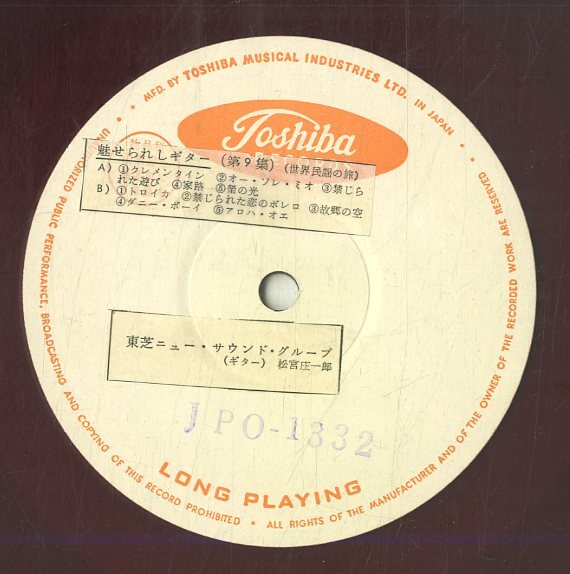 • MFD. BY TOSHIBA MUSICAL INDUSTRIES LTD. IN JAPAN •
Toshiba
魅せられしギター (第9集) (世界民謡の旅)
A) ①クレメンタイン ②オー・ソレ・ミオ ③禁じら
れた遊び ④家路 ⑤螢の光
B) ①トロイカ ②禁じられた恋のボレロ ③故郷の空
④ダニー・ボーイ ⑤アロハ・オエ
東芝ニュー・サウンド・グループ
(ギター) 松宮庄一郎
JPO-1332
LONG PLAYING
PUBLIC PERFORMANCE, BROADCASTING AND COPYING OF THIS RECORD PROHIBITED • ALL RIGHTS OF THE MANUFACTURER AND OF THE OWNER OF THE RECORDED WORK ARE RESERVED